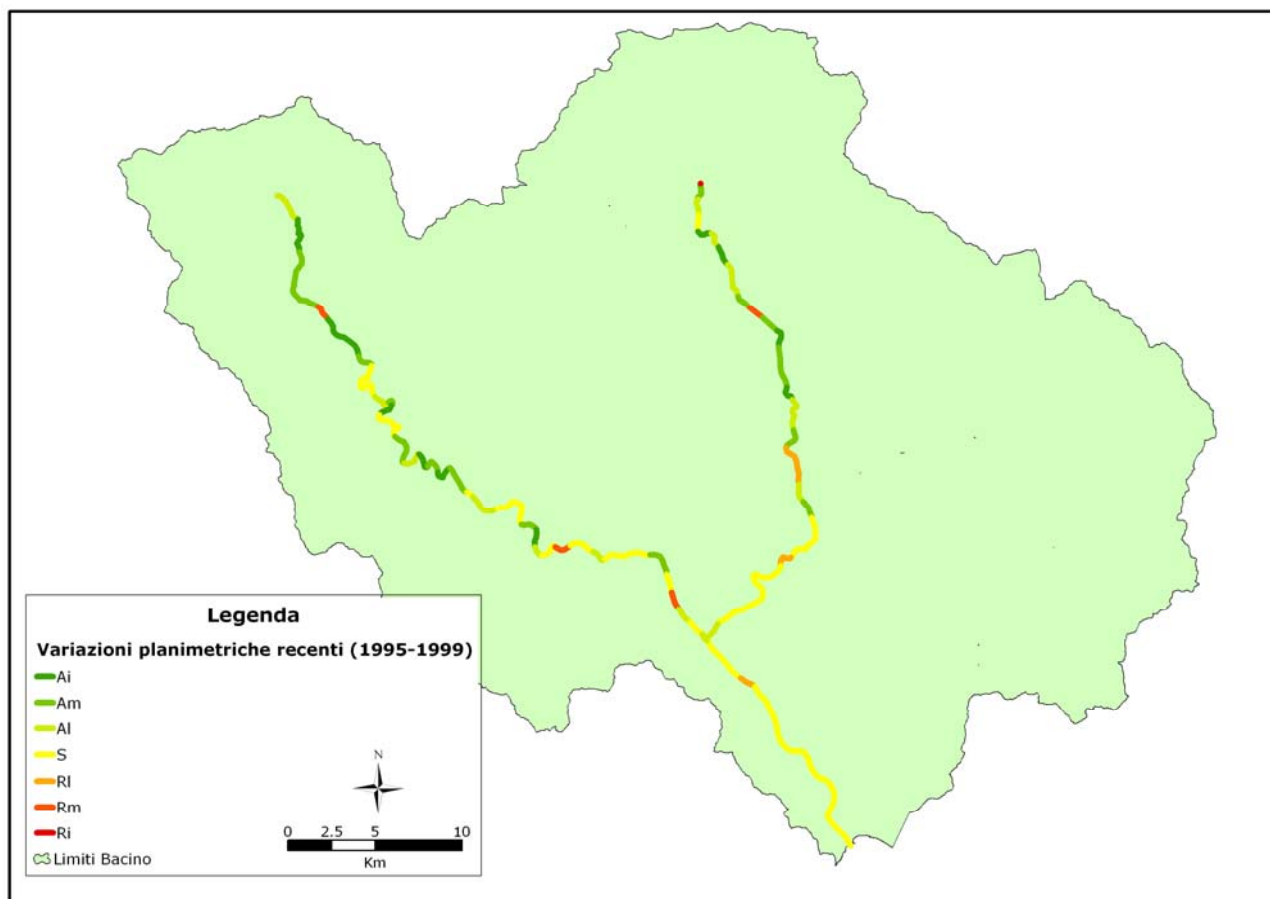 Legenda
Variazioni planimetriche recenti (1995-1999)
Ai
Am
Al
S
Rl
Rm
Ri
Limiti Bacino
N
0 2.5 5 10
Km